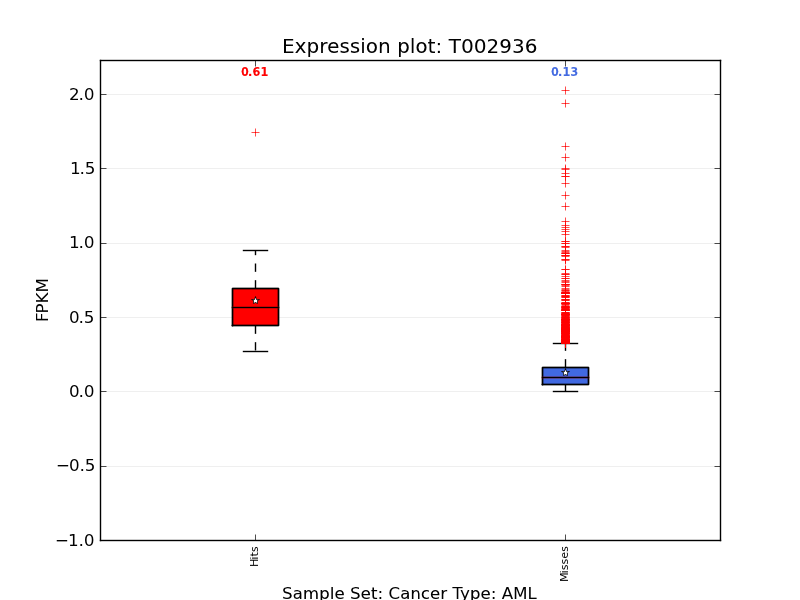 Expression plot: T002936
0.61 0.13
2.0
1.5
1.0
0.5
0.0
−0.5
−1.0
FPKM
Hits
Misses
Sample Set: Cancer Type: AML